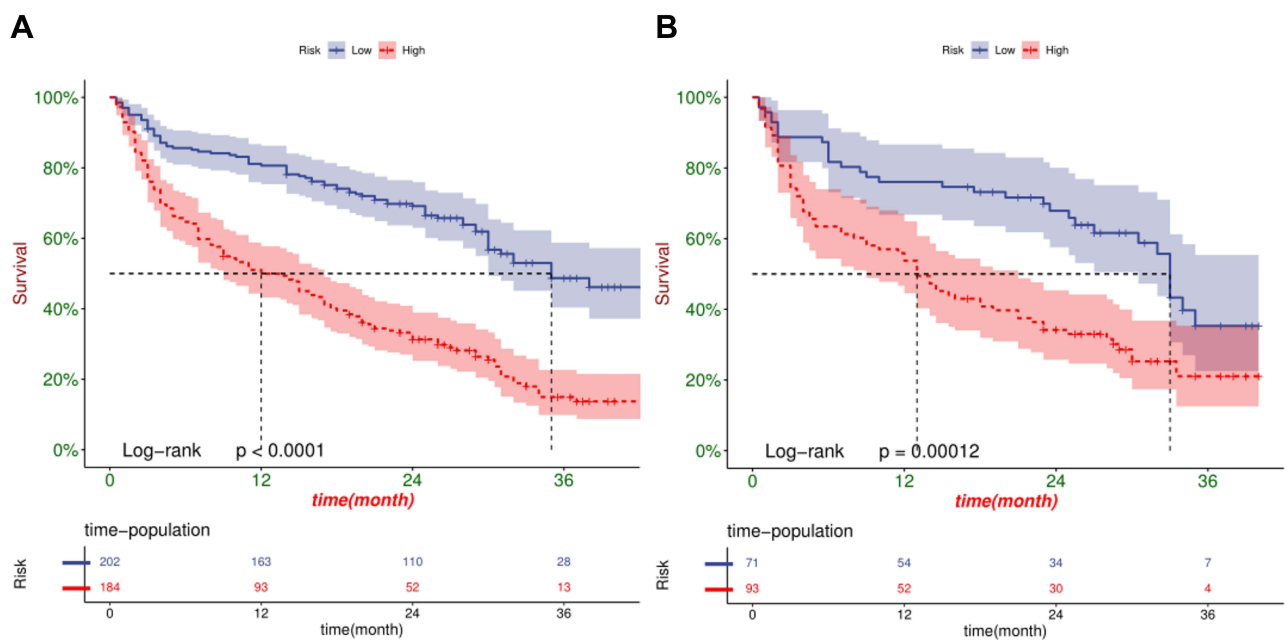 A
Risk Low High
100%
80%
60%
40%
20%
0%
Survival
Log-rank p < 0.0001
0 12 24 36
time(month)
time-population
Risk
202 163 110 28
184 93 52 13
0 12 24 36
time(month)
B
Risk Low High
100%
80%
60%
40%
20%
0%
Survival
Log-rank p = 0.00012
0 12 24 36
time(month)
time-population
Risk
71 54 34 7
93 52 30 4
0 12 24 36
time(month)